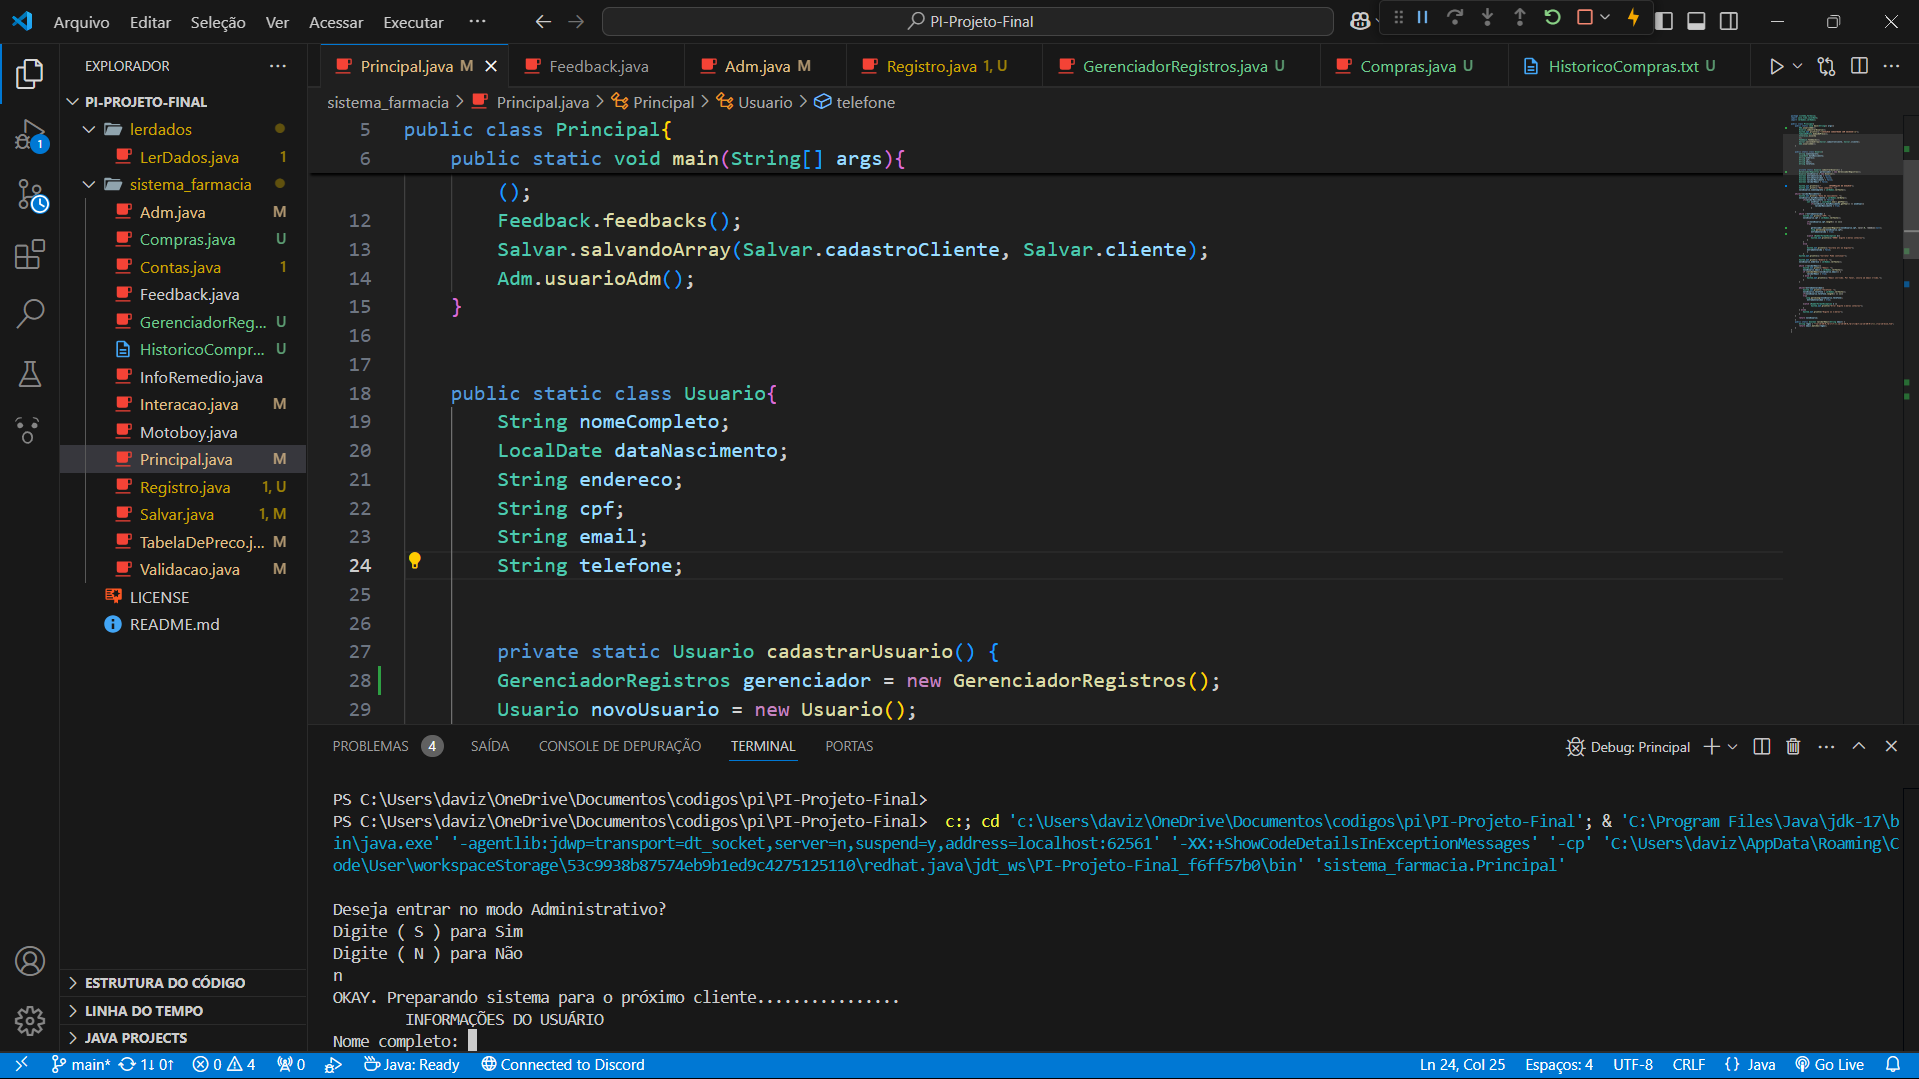 Arquivo Editar Seleção Ver Acessar Executar ··· PI-Projeto-Final
EXPLORADOR ···
PI-PROJETO-FINAL
lerdados
LerDados.java 1
sistema_farmacia
Adm.java M
Compras.java U
Contas.java 1
Feedback.java
GerenciadorReg... U
HistoricoCompr... U
InfoRemedio.java
Interacao.java M
Motoboy.java
Principal.java M
Registro.java 1, U
Salvar.java 1, M
TabelaDePreco.j... M
Validacao.java M
LICENSE
README.md
ESTRUTURA DO CÓDIGO
LINHA DO TEMPO
JAVA PROJECTS
1
Principal.java M Feedback.java Adm.java M Registro.java 1, U GerenciadorRegistros.java U Compras.java U HistoricoCompras.txt U
sistema_farmacia > Principal.java > Principal > Usuario > telefone
5 public class Principal{
6 public static void main(String[] args){
();
12 Feedback.feedbacks();
13 Salvar.salvandoArray(Salvar.cadastroCliente, Salvar.cliente);
14 Adm.usuarioAdm();
15 }
16
17
18 public static class Usuario{
19 String nomeCompleto;
20 LocalDate dataNascimento;
21 String endereco;
22 String cpf;
23 String email;
24 String telefone;
25
26
27 private static Usuario cadastrarUsuario() {
28 GerenciadorRegistros gerenciador = new GerenciadorRegistros();
29 Usuario novoUsuario = new Usuario();
PROBLEMAS 4 SAÍDA CONSOLE DE DEPURAÇÃO TERMINAL PORTAS Debug: Principal
PS C:\Users\daviz\OneDrive\Documentos\codigos\pi\PI-Projeto-Final>
PS C:\Users\daviz\OneDrive\Documentos\codigos\pi\PI-Projeto-Final> c:; cd 'c:\Users\daviz\OneDrive\Documentos\codigos\pi\PI-Projeto-Final'; & 'C:\Program Files\Java\jdk-17\b
in\java.exe' '-agentlib:jdwp=transport=dt_socket,server=n,suspend=y,address=localhost:62561' '-XX:+ShowCodeDetailsInExceptionMessages' '-cp' 'C:\Users\daviz\AppData\Roaming\C
ode\User\workspaceStorage\53c9938b87574eb9b1ed9c4275125110\redhat.java\jdt_ws\PI-Projeto-Final_f6ff57b0\bin' 'sistema_farmacia.Principal'
Deseja entrar no modo Administrativo?
Digite ( S ) para Sim
Digite ( N ) para Não
n
OKAY. Preparando sistema para o próximo cliente................
INFORMAÇÕES DO USUÁRIO
Nome completo:
main* 1↓ 0↑ 0 4 0 Java: Ready Connected to Discord Ln 24, Col 25 Espaços: 4 UTF-8 CRLF {} Java Go Live